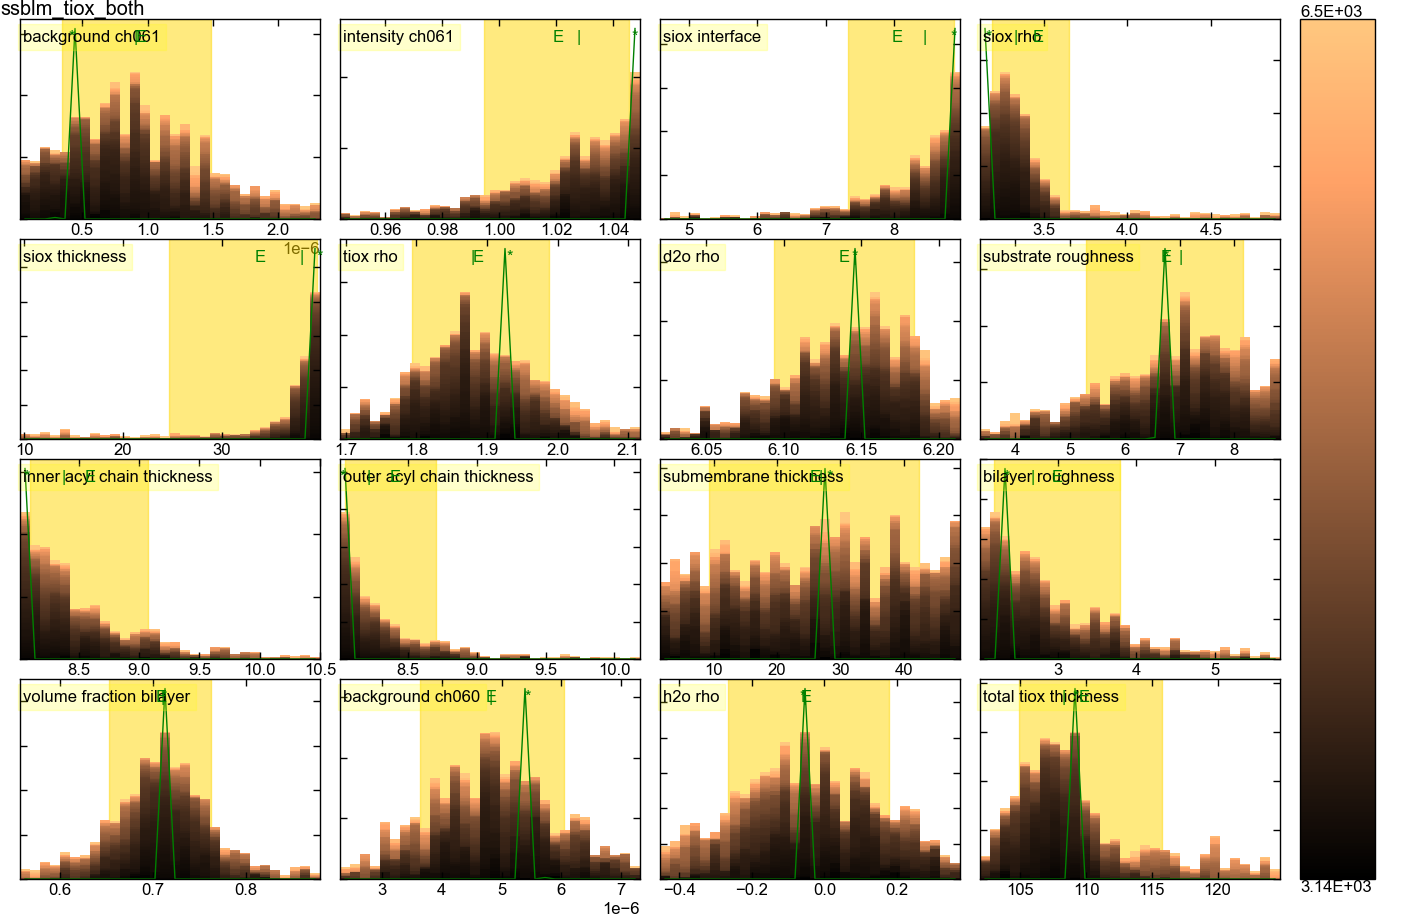 ssblm_tiox_both
6.5E+03
background ch061
E
0.5 1.0 1.5 2.0
1e−6
intensity ch061
E |
0.96 0.98 1.00 1.02 1.04
siox interface
E |
5 6 7 8
siox rho
| E
3.5 4.0 4.5
siox thickness
E |
10 20 30
tiox rho
|E
*
1.7 1.8 1.9 2.0 2.1
d2o rho
E *
6.05 6.10 6.15 6.20
substrate roughness
E |
4 5 6 7 8
inner acyl chain thickness
| E
8.5 9.0 9.5 10.0 10.5
outer acyl chain thickness
| E
8.5 9.0 9.5 10.0
submembrane thickness
E *
10 20 30 40
bilayer roughness
* | E
3 4 5
volume fraction bilayer
0.6 0.7 0.8
background ch060
E *
3 4 5 6 7
1e−6
h2o rho
E
−0.4 −0.2 0.0 0.2
total tiox thickness
| E
105 110 115 120
3.14E+03